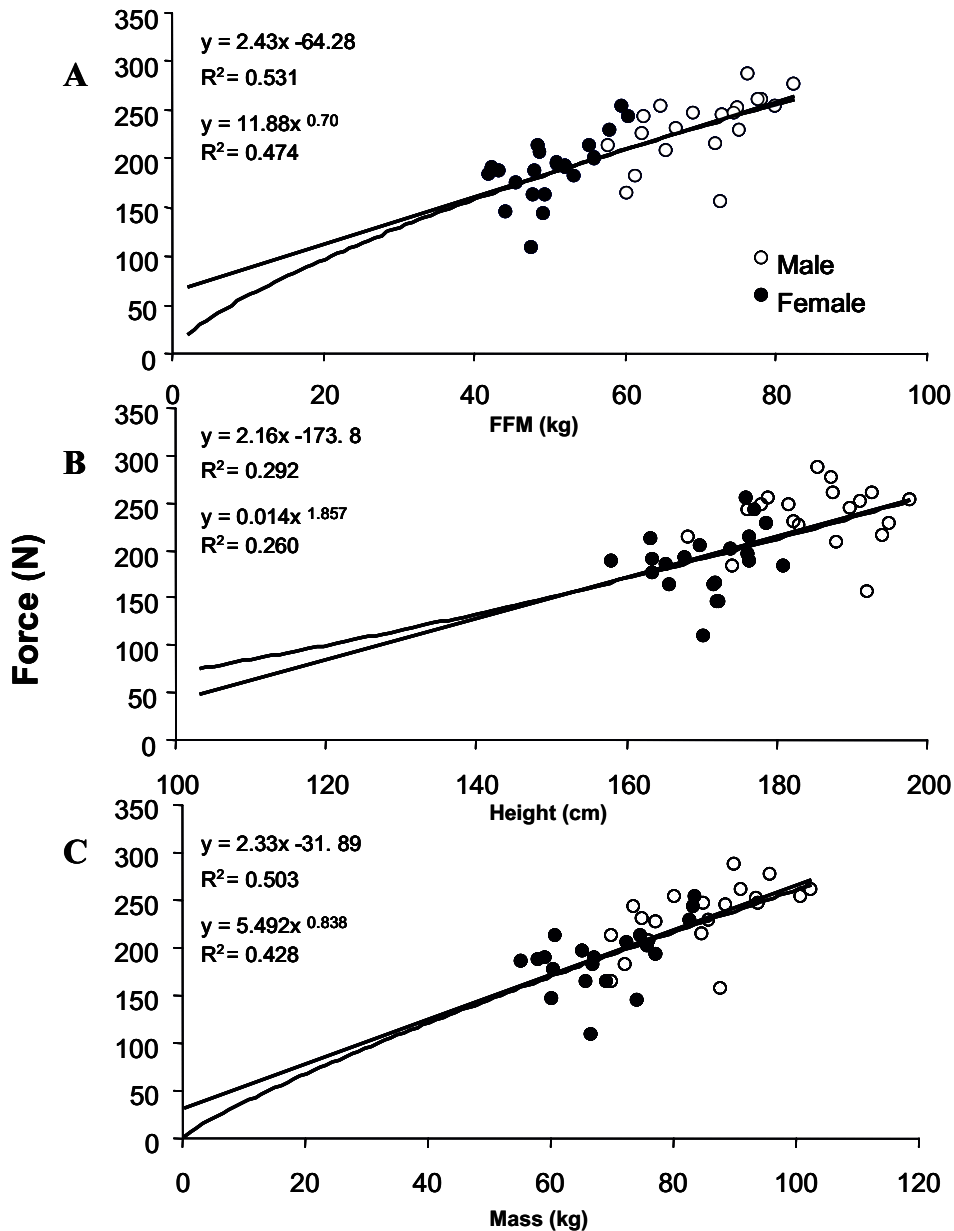 350
A
y = 2.43x -64.28
300
R2 = 0.531
250
y = 11.88x 0.70
R2 = 0.474
200
150
100
Male
50
Female
0
0 20 40 60 80 100
FFM (kg)
350
B
y = 2.16x -173. 8
300
R2 = 0.292
250
y = 0.014x 1.857
R2 = 0.260
200
150
100
50
0
100 120 140 160 180 200
Height (cm)
Force (N)
350
C
y = 2.33x -31. 89
300
R2 = 0.503
250
y = 5.492x 0.838
R2 = 0.428
200
150
100
50
0
0 20 40 60 80 100 120
Mass (kg)